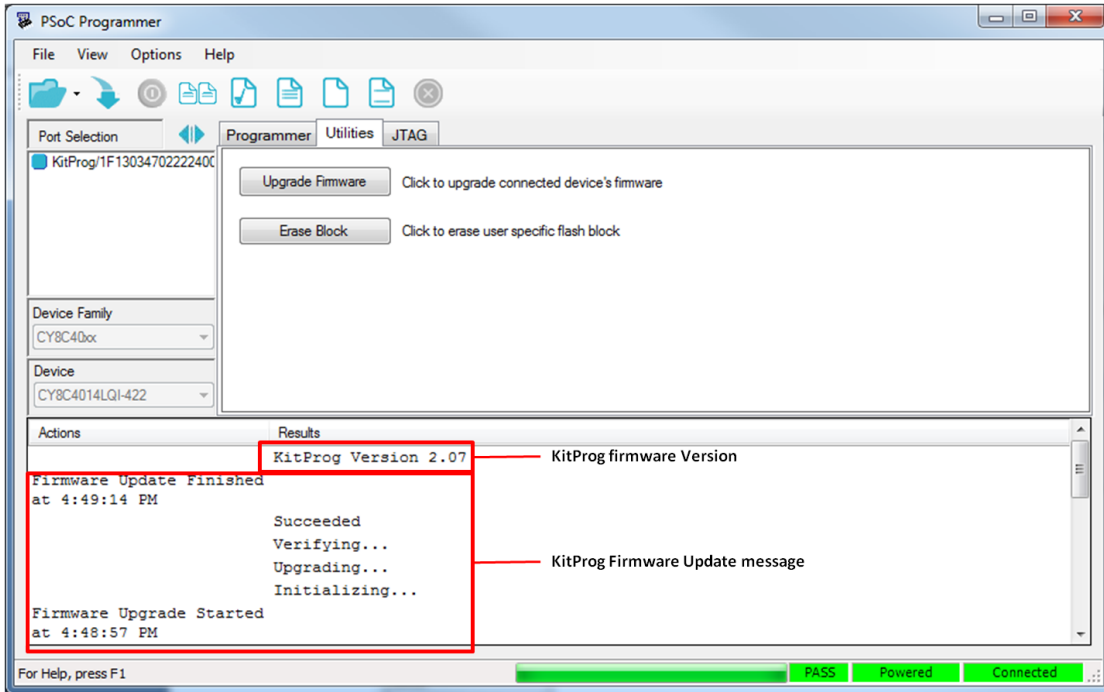 PSoC Programmer
File View Options Help
Port Selection
Programmer Utilities JTAG
KitProg/1F13034702222400
Upgrade Firmware Click to upgrade connected device's firmware
Erase Block Click to erase user specific flash block
Device Family
CY8C40xx
Device
CY8C4014LQI-422
Actions Results
KitProg Version 2.07 KitProg firmware Version
Firmware Update Finished
at 4:49:14 PM
Succeeded
Verifying...
Upgrading... KitProg Firmware Update message
Initializing...
Firmware Upgrade Started
at 4:48:57 PM
For Help, press F1 PASS Powered Connected